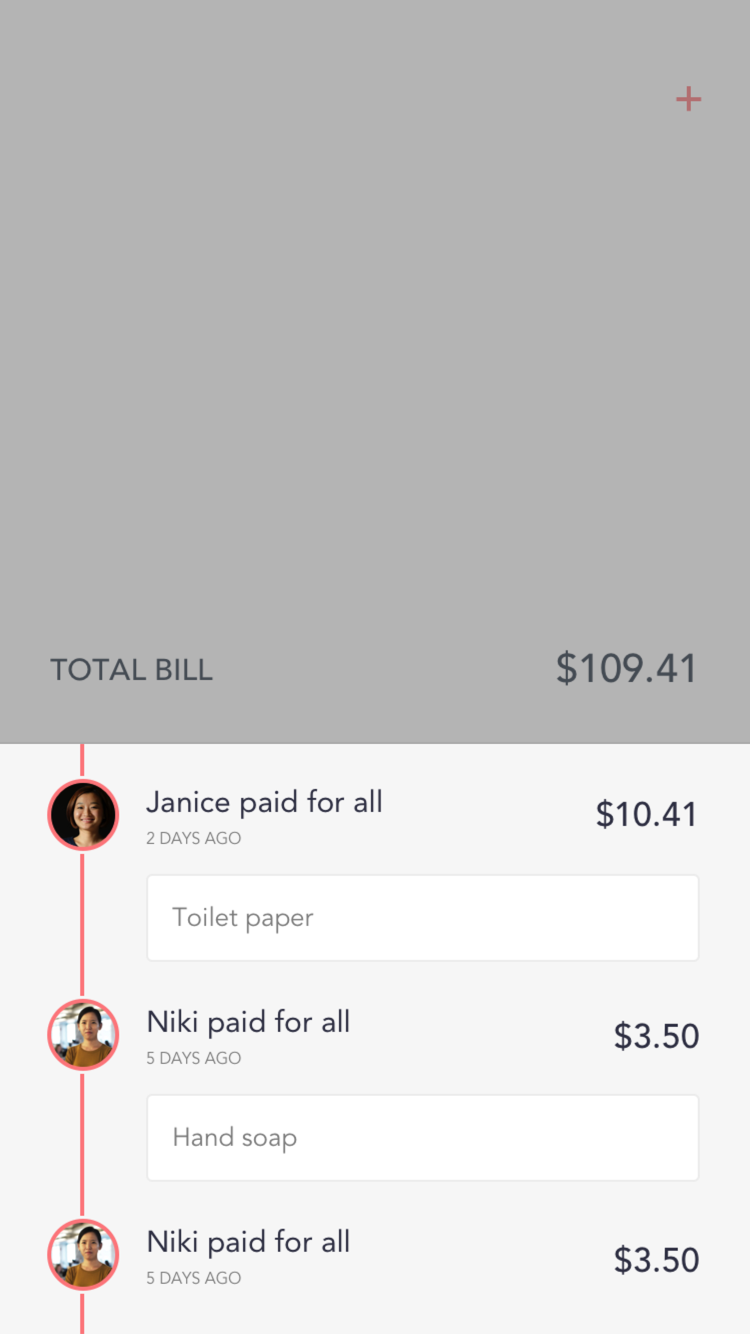 +
TOTAL BILL $109.41
Janice paid for all $10.41
2 DAYS AGO
Toilet paper
Niki paid for all $3.50
5 DAYS AGO
Hand soap
Niki paid for all $3.50
5 DAYS AGO